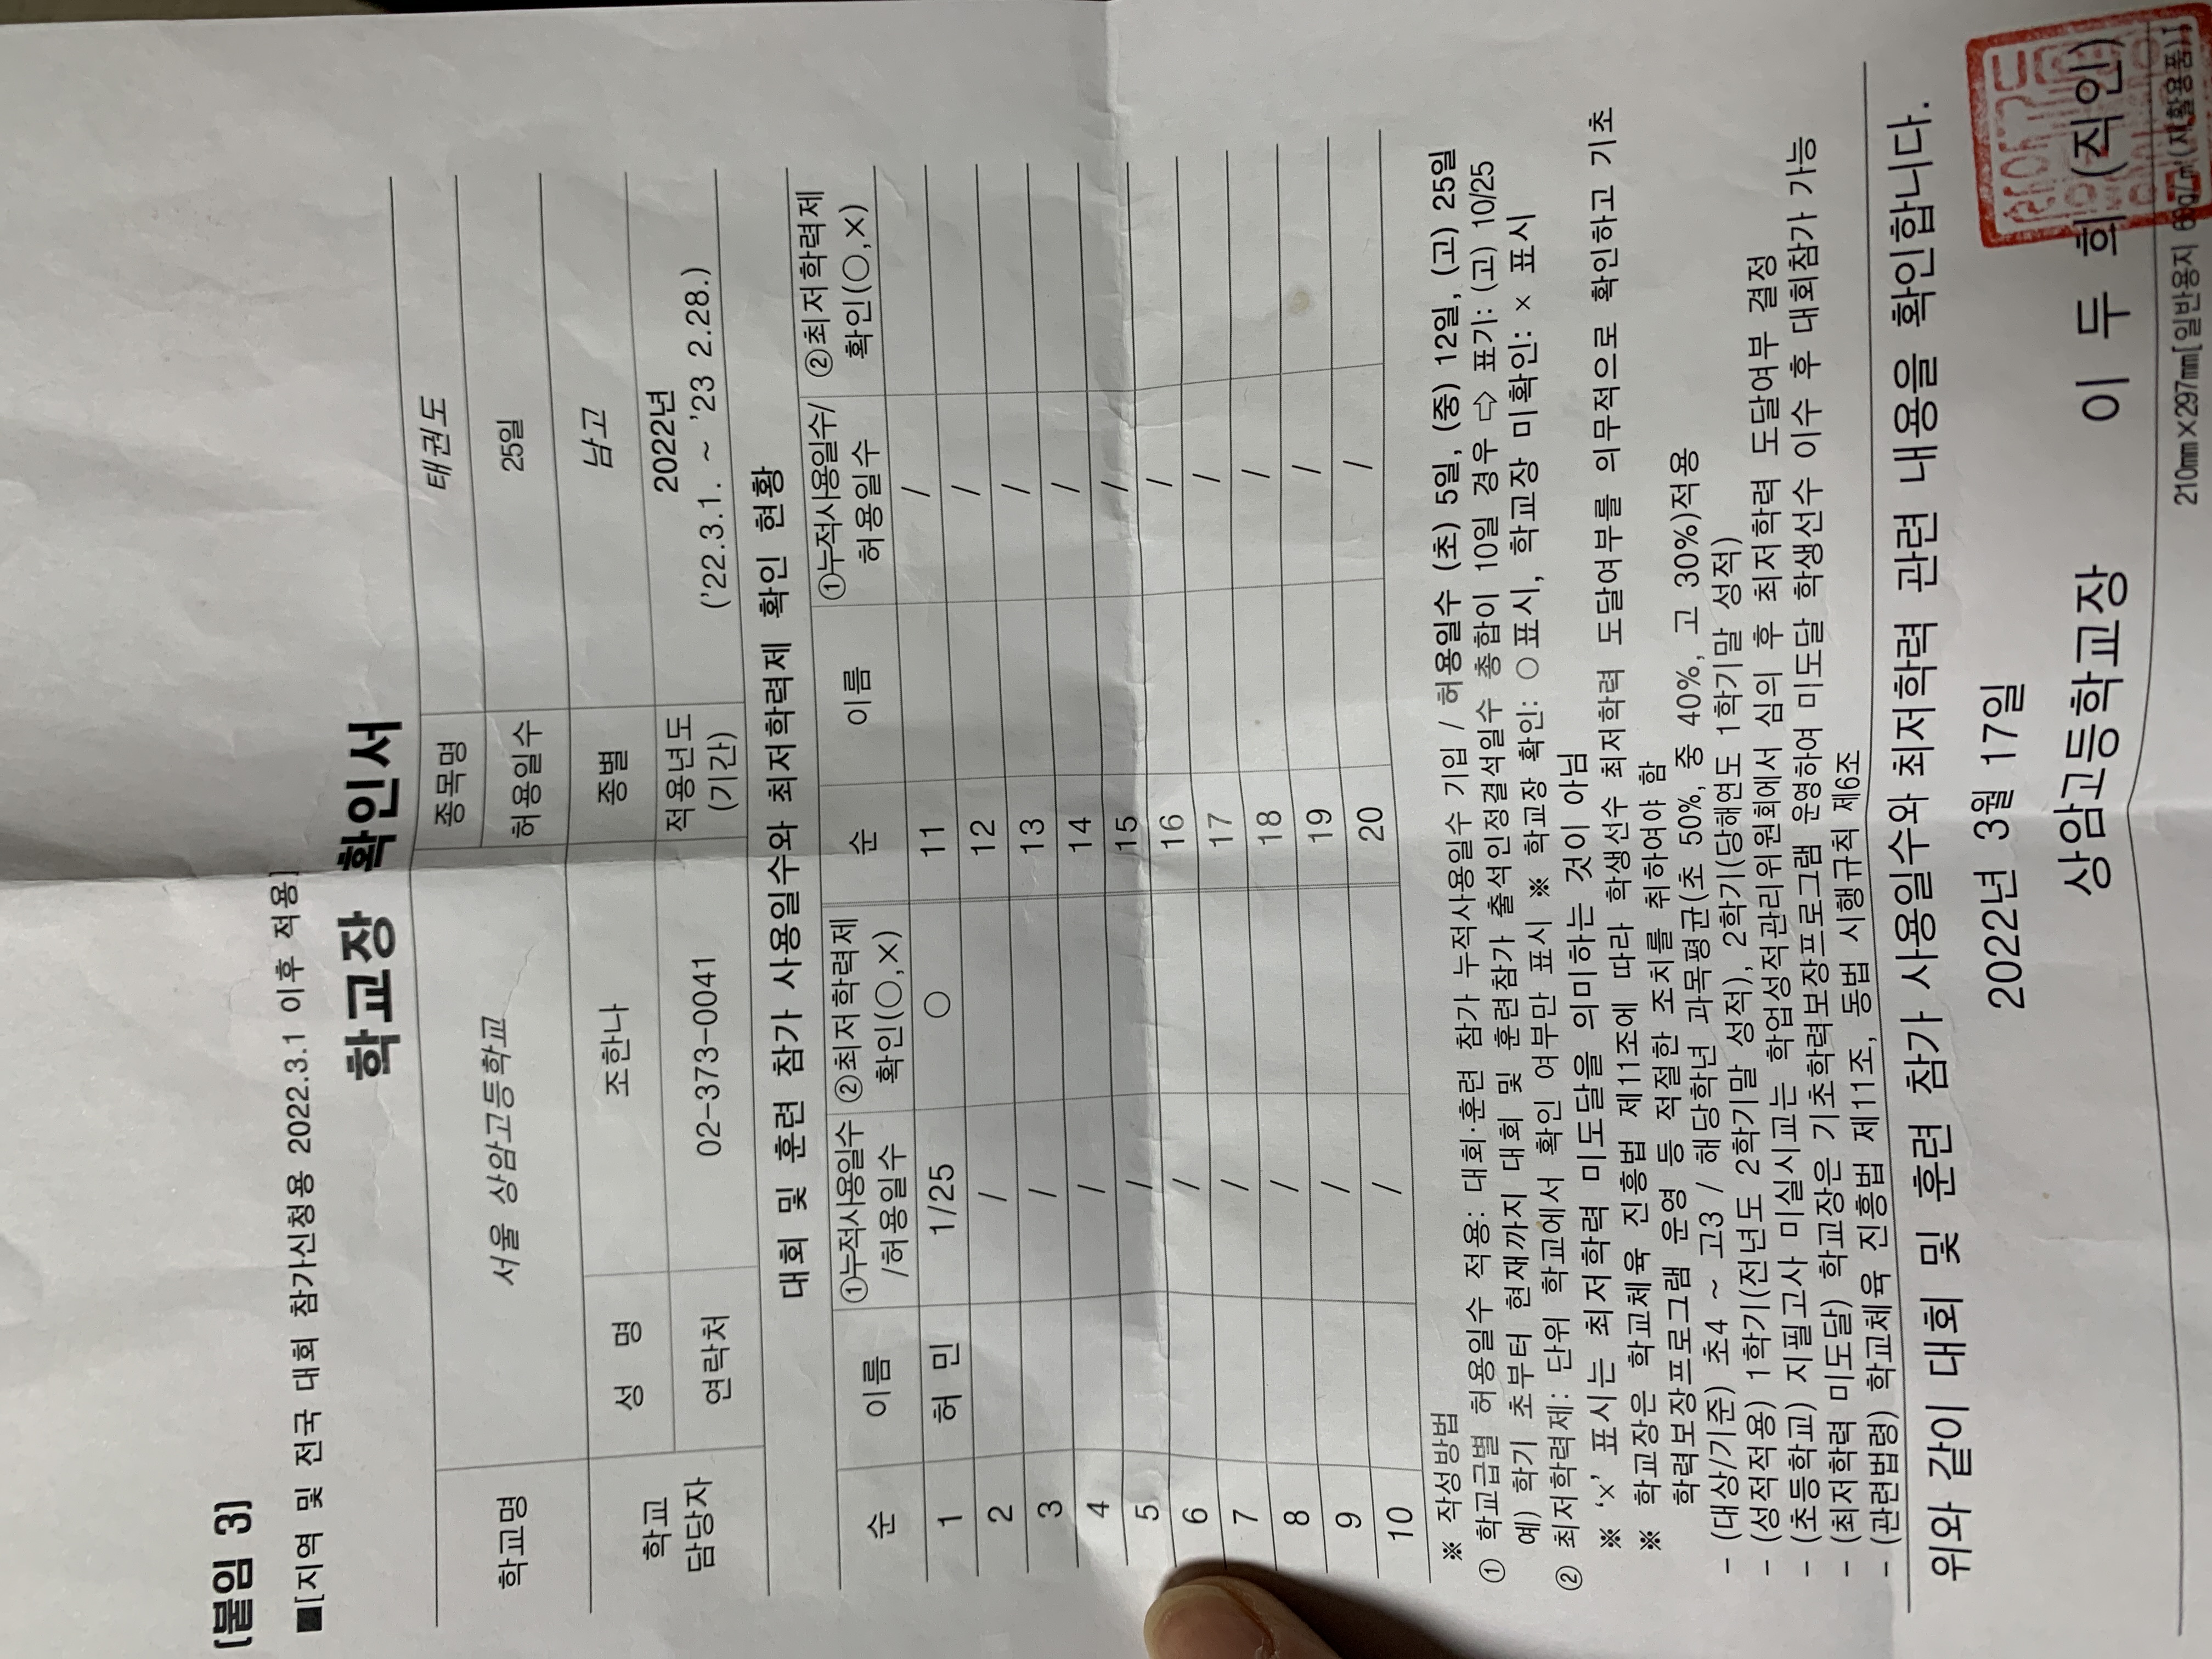 [붙임 3]
■[지역 및 전국 대회 참가신청용 2022.3.1 이후 적용]
학교장 확인서
학교명 서울 상암고등학교 종목명 태권도
허용일수 25일
학교 담당자 성 명 조한나 종별 남고
연락처 02-373-0041 적용년도 (기간) 2022년 ('22.3.1. ~ '23 2.28.)
대회 및 훈련 참가 사용일수와 최저학력제 확인 현황
순 이름 ①누적사용일수 /허용일수 ②최저학력제 확인(○,×) 순 이름 ①누적사용일수/ 허용일수 ②최저학력제 확인(○,×)
1 허 민 1/25 ○ 11 /
2 / 12 /
3 / 13 /
4 / 14 /
5 / 15 /
6 / 16 /
7 / 17 /
8 / 18 /
9 / 19 /
10 / 20 /
※ 작성방법
① 학교급별 허용일수 적용: 대회·훈련 참가 누적사용일수 기입 / 허용일수 (초) 5일, (중) 12일, (고) 25일
예) 학기 초부터 현재까지 대회 및 훈련참가 출석인정결석일수 총합이 10일 경우 ⇨ 표기: (고) 10/25
② 최저학력제: 단위 학교에서 확인 여부만 표시 ※ 학교장 확인: ○ 표시, 학교장 미확인: × 표시
※ ‘×’ 표시는 최저학력 미도달을 의미하는 것이 아님
※ 학교장은 학교체육 진흥법 제11조에 따라 학생선수 최저학력 도달여부를 의무적으로 확인하고 기초
학력보장프로그램 운영 등 적절한 조치를 취하여야 함
- (대상/기준) 초4 ~ 고3 / 해당학년 과목평균(초 50%, 중 40%, 고 30%)적용
- (성적적용) 1학기(전년도 2학기말 성적), 2학기(당해연도 1학기말 성적)
- (초등학교) 지필고사 미실시교는 학업성적관리위원회에서 심의 후 최저학력 도달여부 결정
- (최저학력 미도달) 학교장은 기초학력보장프로그램 운영하여 미도달 학생선수 이수 후 대회참가 가능
- (관련법령) 학교체육 진흥법 제11조, 동법 시행규칙 제6조
위와 같이 대회 및 훈련 참가 사용일수와 최저학력 관련 내용을 확인합니다.
2022년 3월 17일
상암고등학교장 이 두 희 (직인)
210㎜×297㎜[일반용지 60g/㎡(재활용품)]